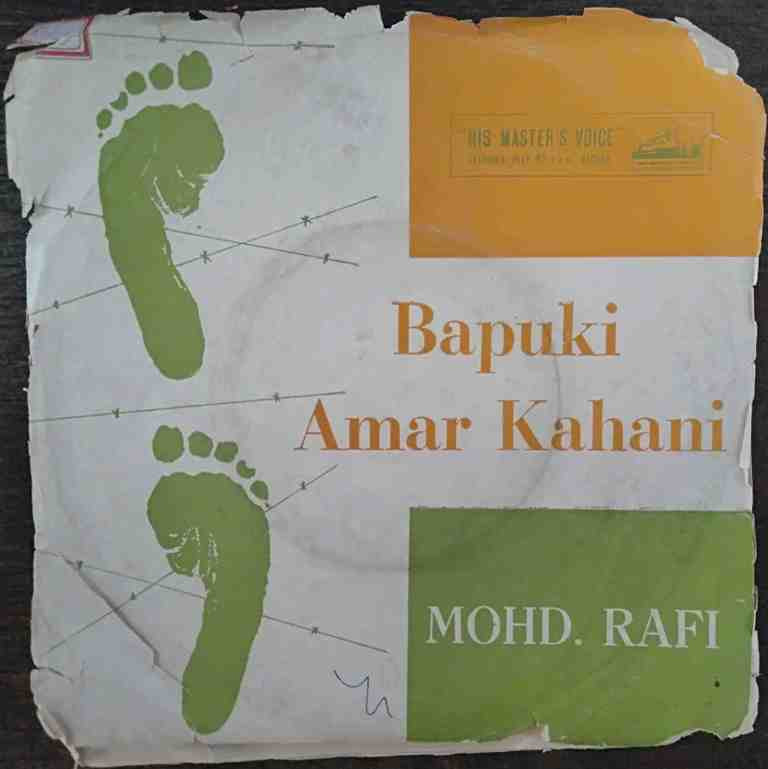 "HIS MASTER'S VOICE"
Bapuki
Amar Kahani
MOHD. RAFI